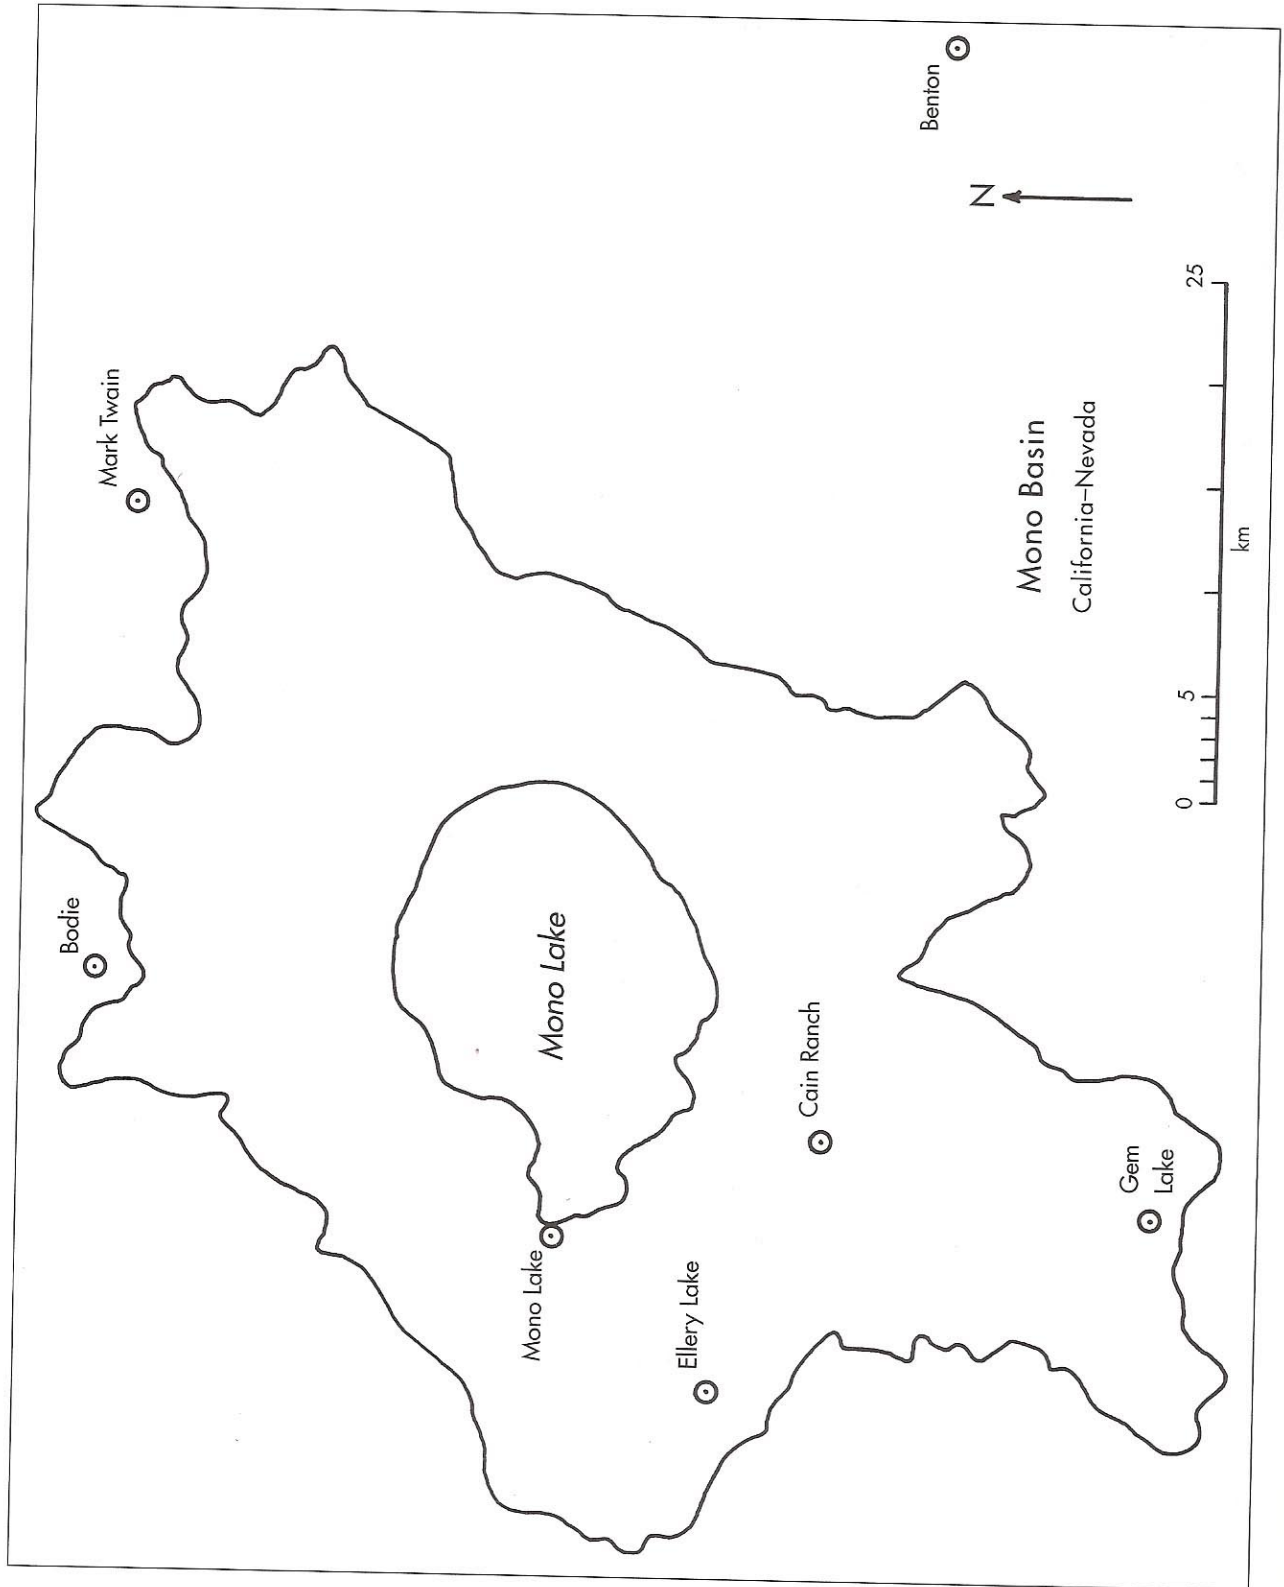 Bodie
Mark Twain
Mono Lake
Mono Lake
Ellery Lake
Cain Ranch
Gem
Lake
Benton
N
Mono Basin
California–Nevada
0
5
25
km